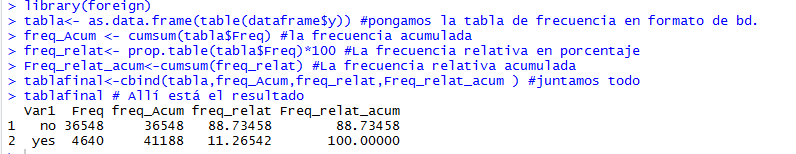 > library(foreign)
> tabla<- as.data.frame(table(dataframe$y)) #pongamos la tabla de frecuencia en formato de bd.
> freq_Acum <- cumsum(tabla$Freq) #la frecuencia acumulada
> freq_relat<- prop.table(tabla$Freq)*100 #La frecuencia relativa en porcentaje
> Freq_relat_acum<-cumsum(freq_relat) #La frecuencia relativa acumulada
> tablafinal<-cbind(tabla,freq_Acum,freq_relat,Freq_relat_acum ) #juntamos todo
> tablafinal # Allí está el resultado
Var1 Freq freq_Acum freq_relat Freq_relat_acum
1 no 36548 36548 88.73458 88.73458
2 yes 4640 41188 11.26542 100.00000
>